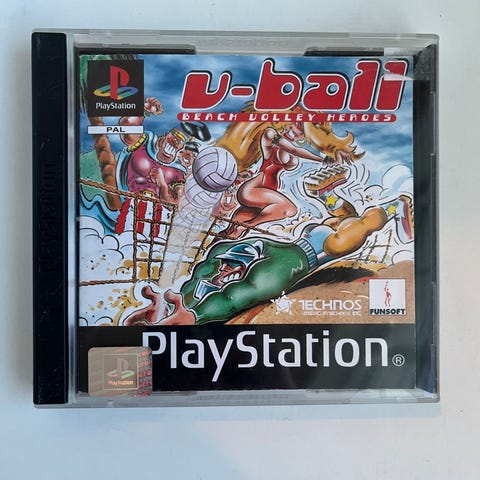 PlayStation
PAL
v-ball
BEACH VOLLEY HEROES
TECHNOS
FUNSOFT
PlayStation®
PlayStation
PlayStation